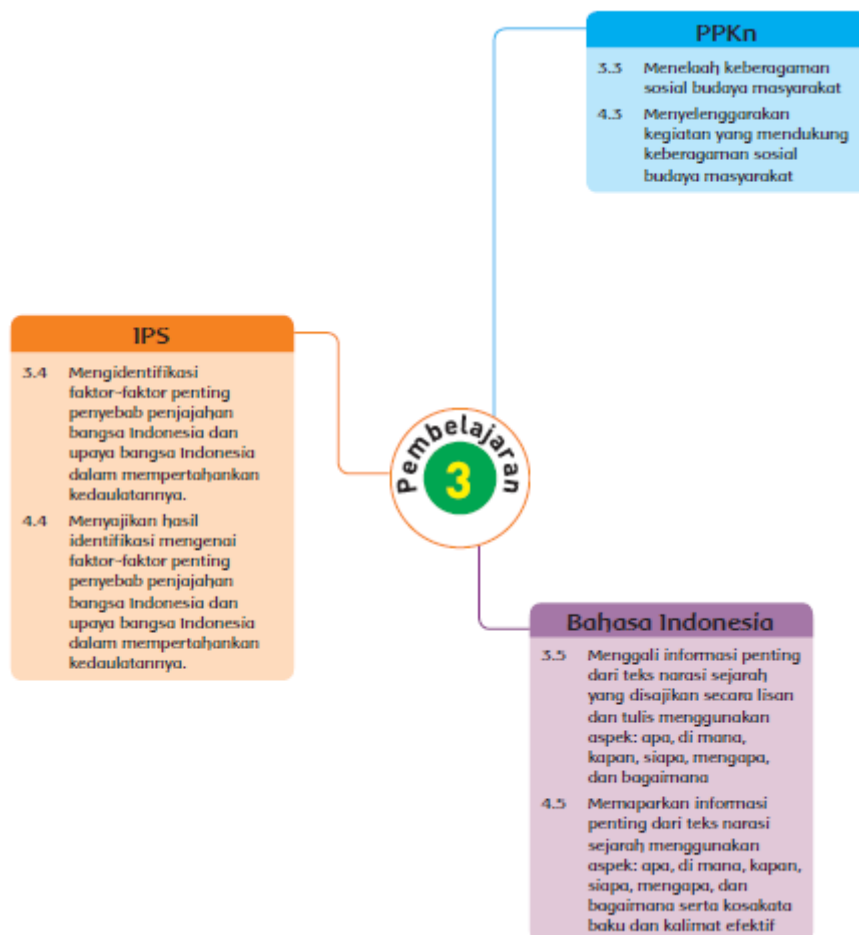 PPKn
3.3 Menelaah keberagaman
sosial budaya masyarakat
4.3 Menyelenggarakan
kegiatan yang mendukung
keberagaman sosial
budaya masyarakat
IPS
3.4 Mengidentifikasi
faktor-faktor penting
penyebab penjajahan
bangsa Indonesia dan
upaya bangsa Indonesia
dalam mempertahankan
kedaulatannya.
4.4 Menyajikan hasil
identifikasi mengenai
faktor-faktor penting
penyebab penjajahan
bangsa Indonesia dan
upaya bangsa Indonesia
dalam mempertahankan
kedaulatannya.
Pembelajaran
3
Bahasa Indonesia
3.5 Menggali informasi penting
dari teks narasi sejarah
yang disajikan secara lisan
dan tulis menggunakan
aspek: apa, di mana,
kapan, siapa, mengapa,
dan bagaimana
4.5 Memaparkan informasi
penting dari teks narasi
sejarah menggunakan
aspek: apa, di mana, kapan,
siapa, mengapa, dan
bagaimana serta kosakata
baku dan kalimat efektif